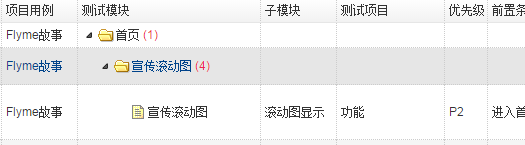 项目用例 测试模块 子模块 测试项目 优先级 前置条
Flyme故事 首页 (1)
Flyme故事 宣传滚动图 (4)
Flyme故事 宣传滚动图 滚动图显示 功能 P2 进入首